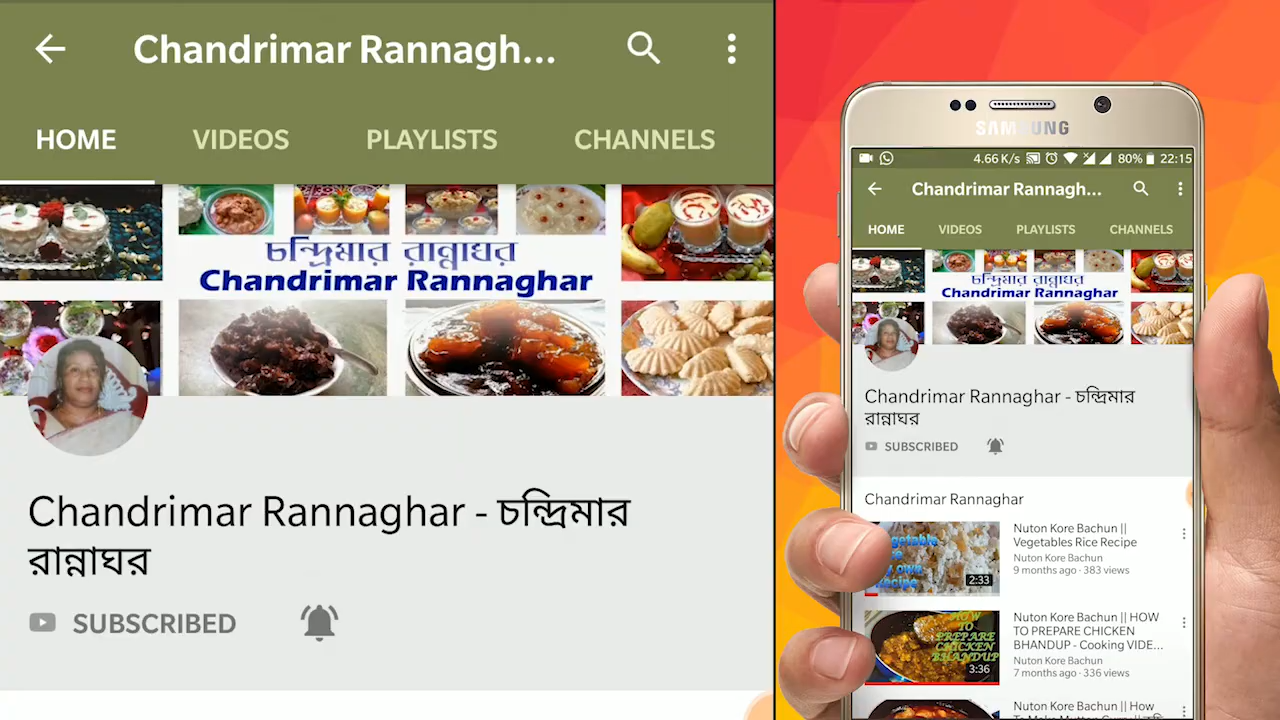 Chandrimar Rannagh...
HOME VIDEOS PLAYLISTS CHANNELS
চন্দ্রিমার রান্নাঘর
Chandrimar Rannaghar
Chandrimar Rannaghar - চন্দ্রিমার
রান্নাঘর
SUBSCRIBED
SAMSUNG
4.66 K/s 80% 22:15
Chandrimar Rannagh...
HOME VIDEOS PLAYLISTS CHANNELS
চন্দ্রিমার রান্নাঘর
Chandrimar Rannaghar
Chandrimar Rannaghar - চন্দ্রিমার
রান্নাঘর
SUBSCRIBED
Chandrimar Rannaghar
Nuton Kore Bachun ||
Vegetables Rice Recipe
Nuton Kore Bachun
9 months ago · 383 views
own
2:33
Nuton Kore Bachun || HOW
TO PREPARE CHICKEN
BHANDUP - Cooking VIDE...
Nuton Kore Bachun
7 months ago · 336 views
HOW
TO
PREPARE
CHICKEN
BHANDUP
3:36
Nuton Kore Bachun || How